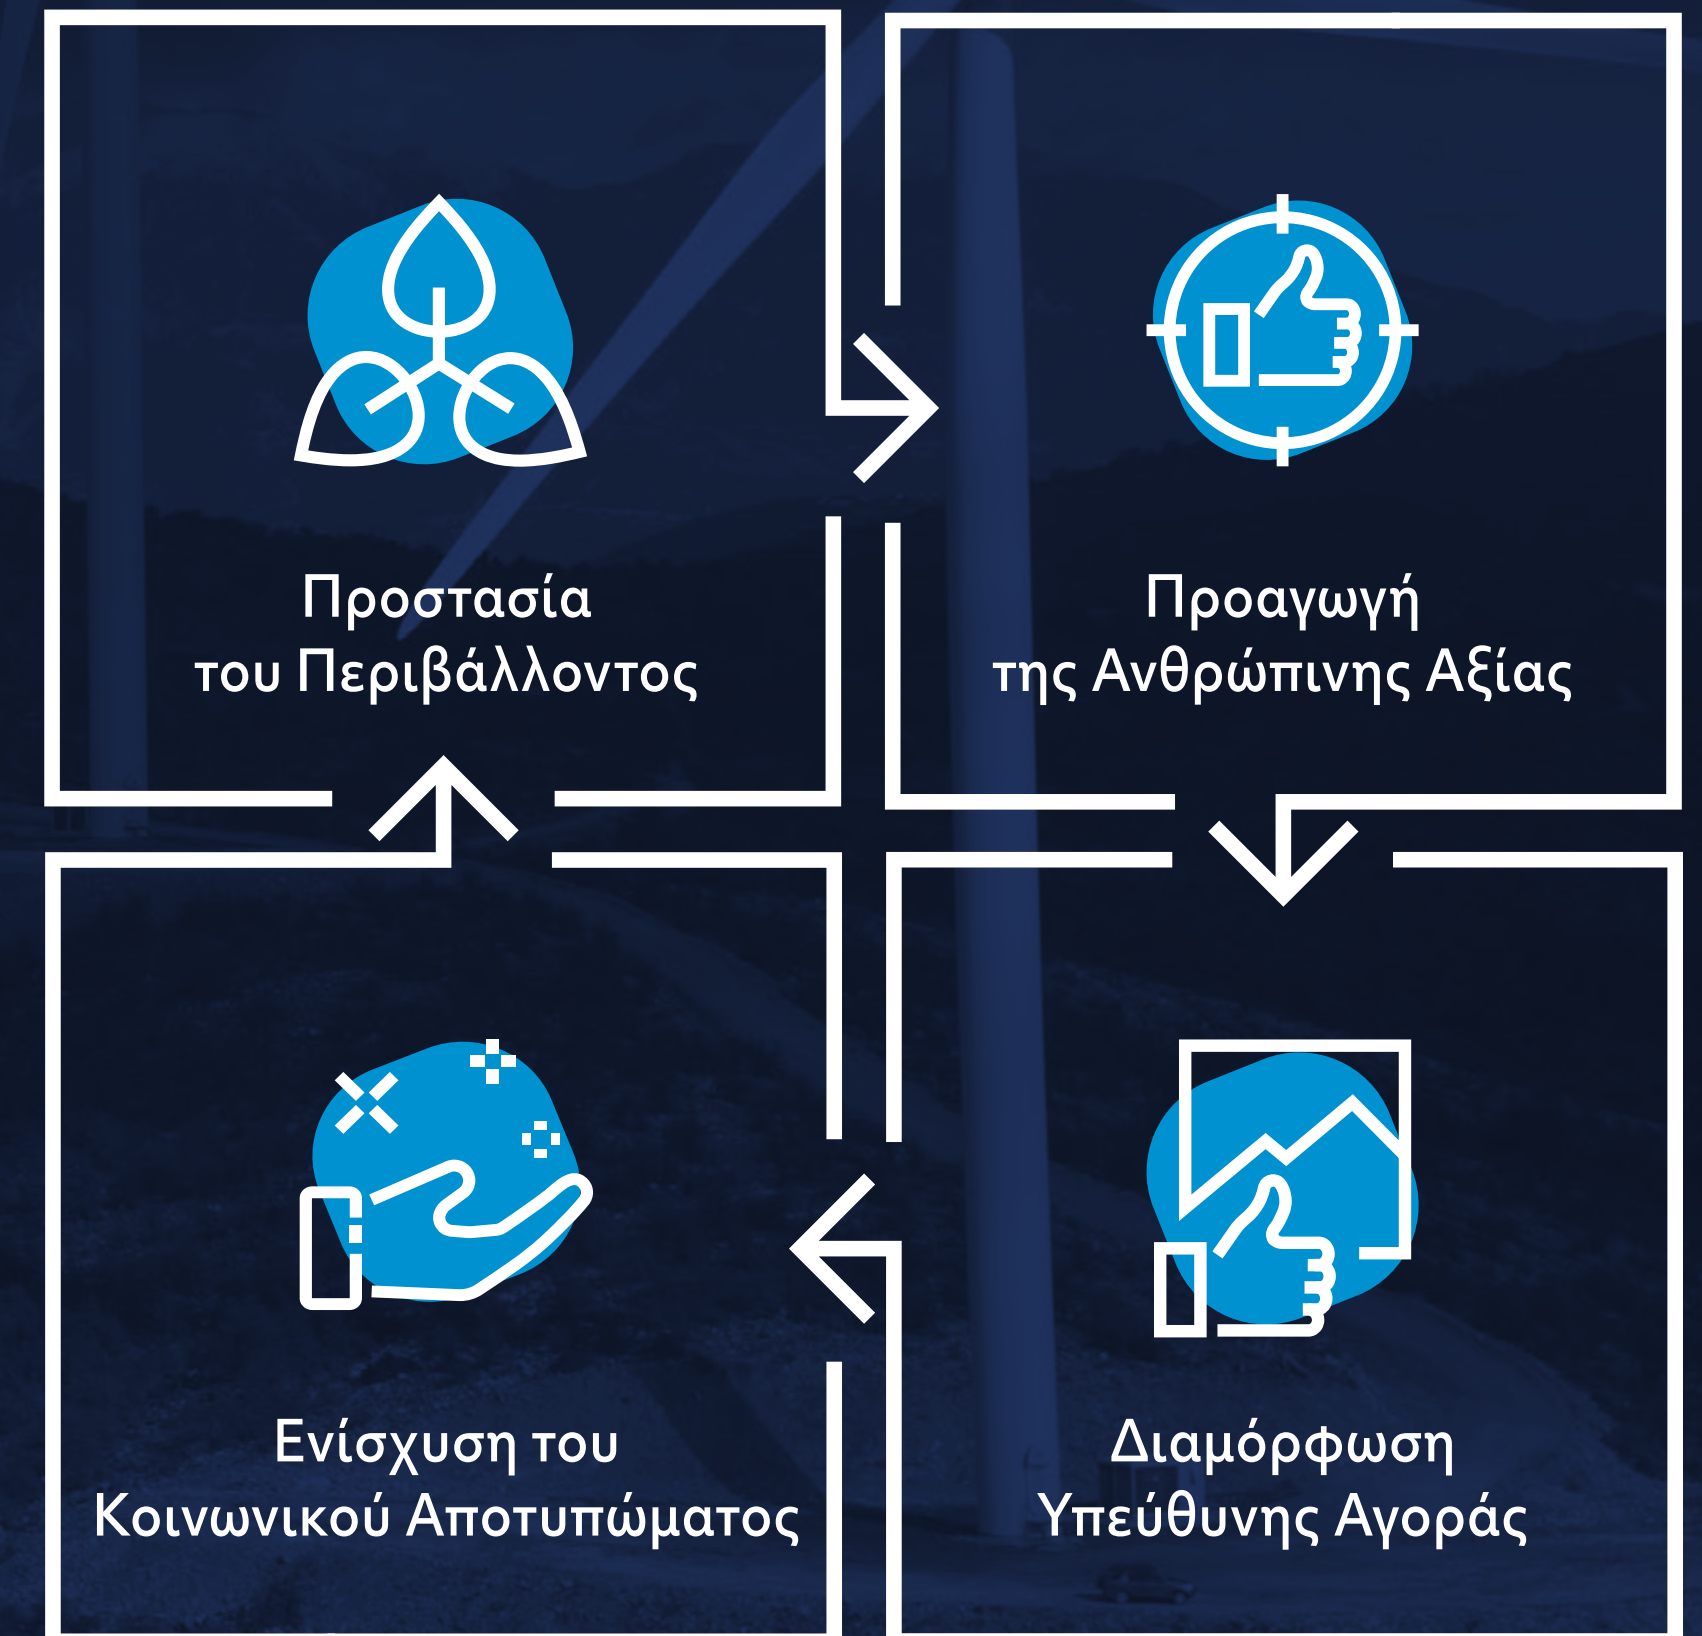 Προστασία
του Περιβάλλοντος
Προαγωγή
της Ανθρώπινης Αξίας
Ενίσχυση του
Κοινωνικού Αποτυπώματος
Διαμόρφωση
Υπεύθυνης Αγοράς